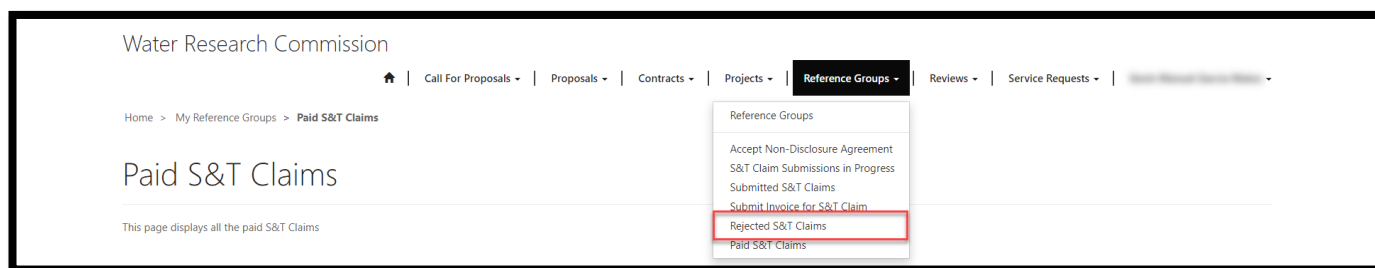 Water Research Commission
Call For Proposals | Proposals | Contracts | Projects | Reference Groups | Reviews | Service Requests |
Home > My Reference Groups > Paid S&T Claims
Reference Groups
Accept Non-Disclosure Agreement
S&T Claim Submissions in Progress
Submitted S&T Claims
Submit Invoice for S&T Claim
Rejected S&T Claims
Paid S&T Claims
Paid S&T Claims
This page displays all the paid S&T Claims